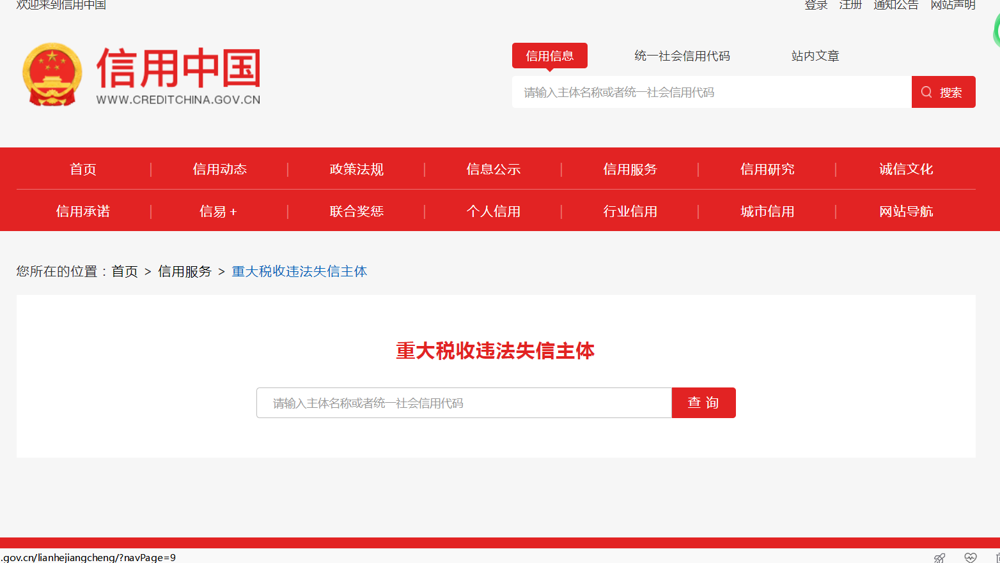 欢迎来到信用中国
登录 注册 通知公告 网站声明
信用中国
WWW.CREDITCHINA.GOV.CN
信用信息 统一社会信用代码 站内文章
请输入主体名称或者统一社会信用代码 搜索
首页 信用动态 政策法规 信息公示 信用服务 信用研究 诚信文化
信用承诺 信易+ 联合奖惩 个人信用 行业信用 城市信用 网站导航
您所在的位置：首页 > 信用服务 > 重大税收违法失信主体
重大税收违法失信主体
请输入主体名称或者统一社会信用代码 查 询
.gov.cn/lianhejiangcheng/?navPage=9